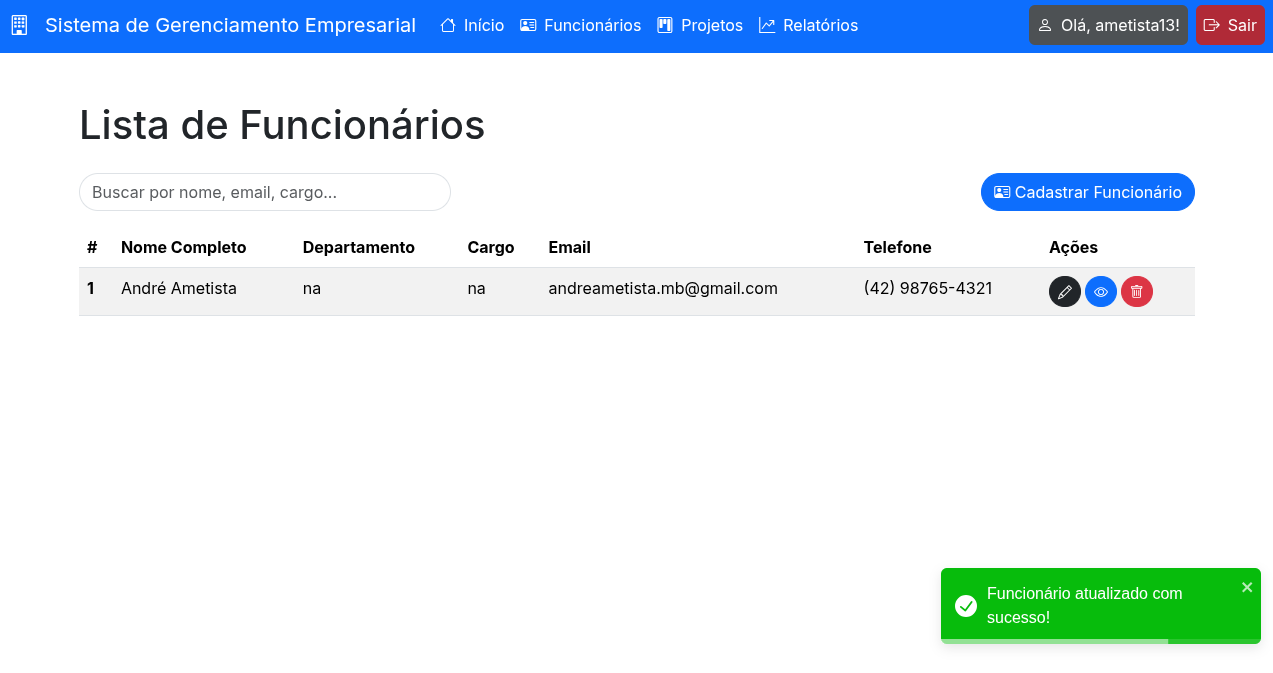 Sistema de Gerenciamento Empresarial Início Funcionários Projetos Relatórios Olá, ametista13! Sair
Lista de Funcionários
Buscar por nome, email, cargo... Cadastrar Funcionário
# Nome Completo Departamento Cargo Email Telefone Ações
1 André Ametista na na andreametista.mb@gmail.com (42) 98765-4321
Funcionário atualizado com
sucesso!